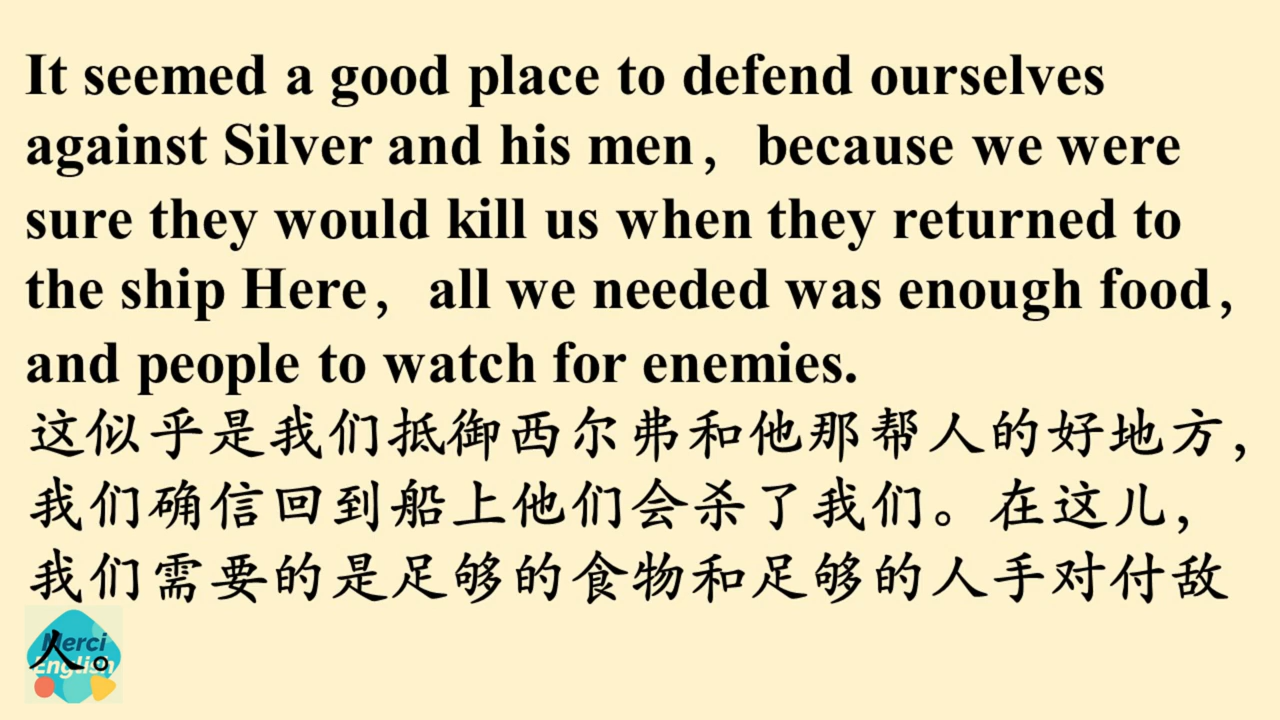 It seemed a good place to defend ourselves
against Silver and his men，because we were
sure they would kill us when they returned to
the ship Here，all we needed was enough food，
and people to watch for enemies.
这似乎是我们抵御西尔弗和他那帮人的好地方，
我们确信回到船上他们会杀了我们。在这儿，
我们需要的是足够的食物和足够的人手对付敌
人。
Merci
English